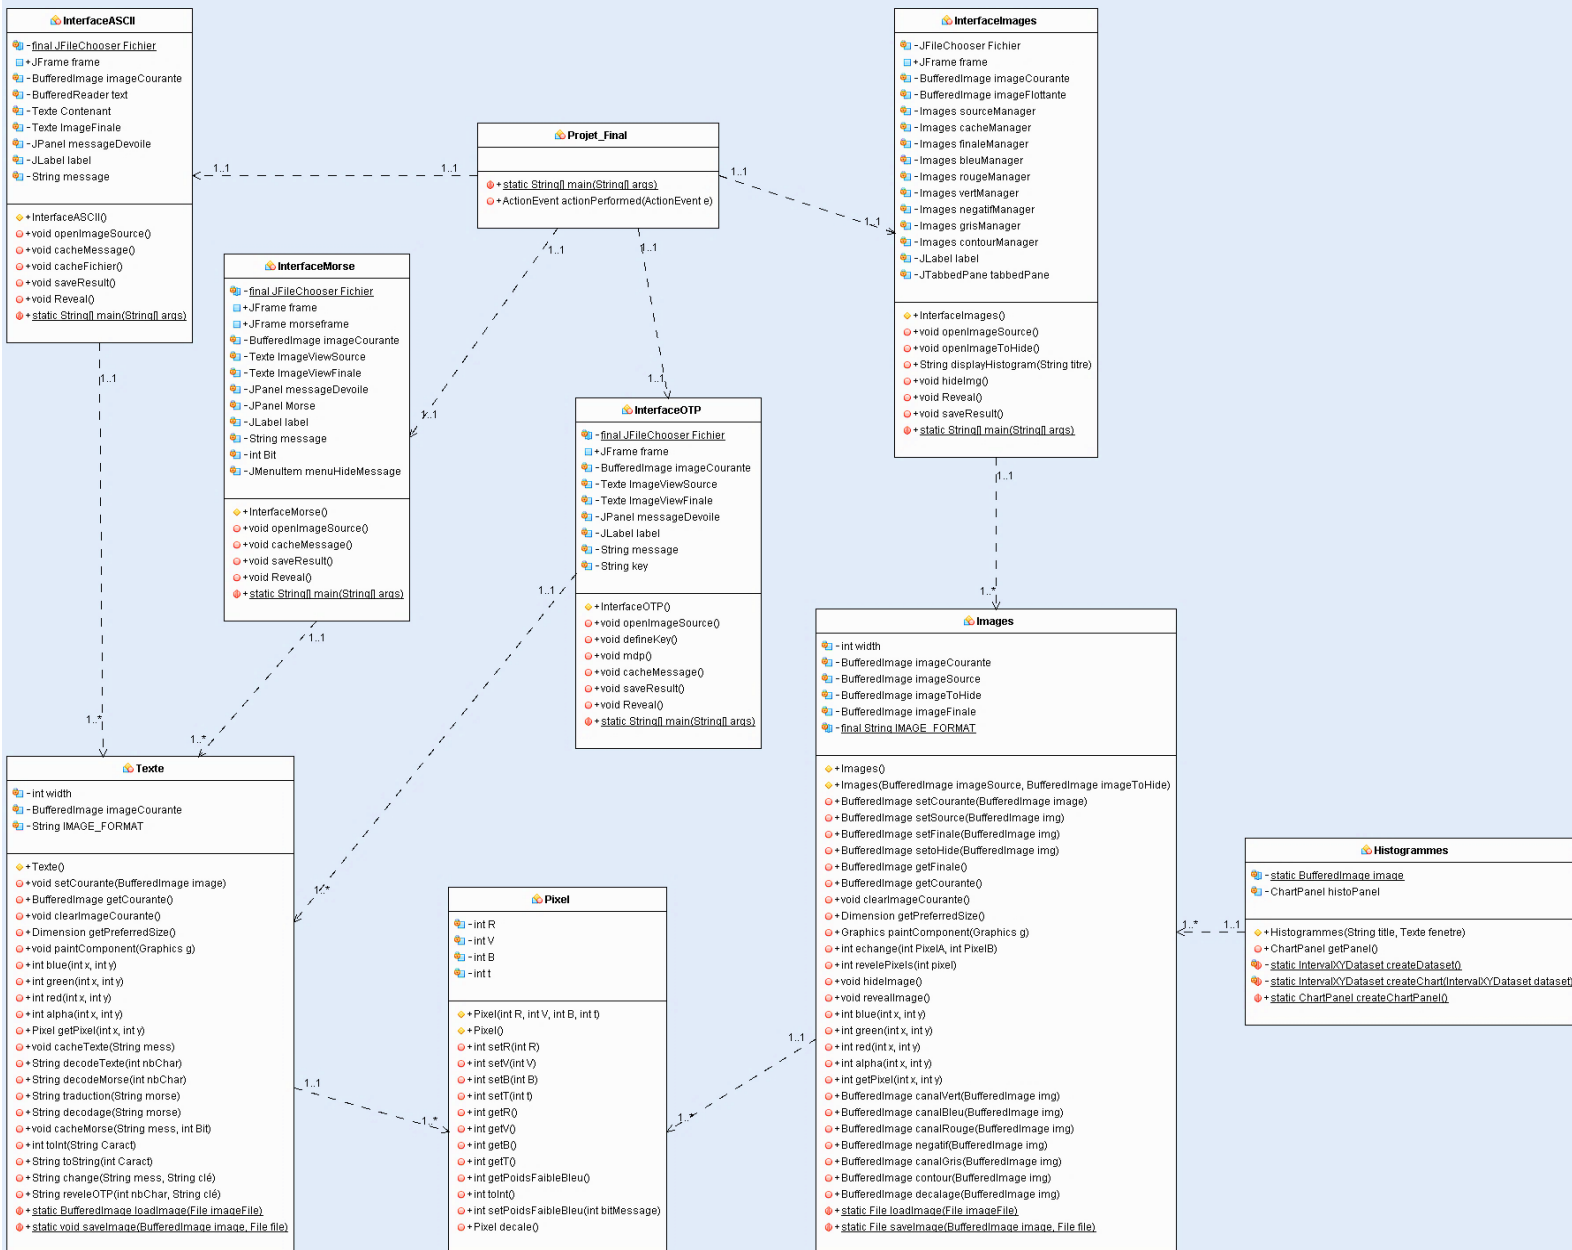 InterfaceASCII
-final JFileChooser Fichier
+JFrame frame
-BufferedImage imageCourante
-BufferedReader text
-Texte Contenant
-Texte ImageFinale
-JPanel messageDevoile
-JLabel label
-String message
+InterfaceASCII()
+void openImageSource()
+void cacheMessage()
+void cacheFichier()
+void saveResult()
+void Reveal()
+static String[] main(String[] args)
1..1
1..1
1..1
1..*
Projet_Final
+static String[] main(String[] args)
+ActionEvent actionPerformed(ActionEvent e)
1..1
1..1
1..1
1..1
1..1
1..1
InterfaceImages
-JFileChooser Fichier
+JFrame frame
-BufferedImage imageCourante
-BufferedImage imageFlottante
-Images sourceManager
-Images cacheManager
-Images finaleManager
-Images bleuManager
-Images rougeManager
-Images vertManager
-Images negatifManager
-Images grisManager
-Images contourManager
-JLabel label
-JTabbedPane tabbedPane
+InterfaceImages()
+void openImageSource()
+void openImageToHide()
+String displayHistogram(String titre)
+void hideImg()
+void Reveal()
+void saveResult()
+static String[] main(String[] args)
1..1
1..*
InterfaceMorse
-final JFileChooser Fichier
+JFrame frame
+JFrame morseframe
-BufferedImage imageCourante
-Texte ImageViewSource
-Texte ImageViewFinale
-JPanel messageDevoile
-JPanel Morse
-JLabel label
-String message
-int Bit
-JMenuItem menuHideMessage
+InterfaceMorse()
+void openImageSource()
+void cacheMessage()
+void saveResult()
+void Reveal()
+static String[] main(String[] args)
1..1
1..*
InterfaceOTP
-final JFileChooser Fichier
+JFrame frame
-BufferedImage imageCourante
-Texte ImageViewSource
-Texte ImageViewFinale
-JPanel messageDevoile
-JLabel label
-String message
-String key
+InterfaceOTP()
+void openImageSource()
+void defineKey()
+void mdp()
+void cacheMessage()
+void saveResult()
+void Reveal()
+static String[] main(String[] args)
1..1
1..*
Texte
-int width
-BufferedImage imageCourante
-String IMAGE_FORMAT
+Texte()
+void setCourante(BufferedImage image)
+BufferedImage getCourante()
+void clearImageCourante()
+Dimension getPreferredSize()
+void paintComponent(Graphics g)
+int blue(int x, int y)
+int green(int x, int y)
+int red(int x, int y)
+int alpha(int x, int y)
+Pixel getPixel(int x, int y)
+void cacheTexte(String mess)
+String decodeTexte(int nbChar)
+String decodeMorse(int nbChar)
+String traduction(String morse)
+String decodage(String morse)
+void cacheMorse(String mess, int Bit)
+int toInt(String Caract)
+String toString(int Caract)
+String change(String mess, String clé)
+String reveleOTP(int nbChar, String clé)
+static BufferedImage loadImage(File imageFile)
+static void saveImage(BufferedImage image, File file)
1..1
1..*
Pixel
-int R
-int V
-int B
-int t
+Pixel(int R, int V, int B, int t)
+Pixel()
+int setR(int R)
+int setV(int V)
+int setB(int B)
+int setT(int t)
+int getR()
+int getV()
+int getB()
+int getT()
+int getPoidsFaibleBleu()
+int toInt()
+int setPoidsFaibleBleu(int bitMessage)
+Pixel decale()
1..1
1..*
Images
-int width
-BufferedImage imageCourante
-BufferedImage imageSource
-BufferedImage imageToHide
-BufferedImage imageFinale
-final String IMAGE_FORMAT
+Images()
+Images(BufferedImage imageSource, BufferedImage imageToHide)
+BufferedImage setCourante(BufferedImage image)
+BufferedImage setSource(BufferedImage img)
+BufferedImage setFinale(BufferedImage img)
+BufferedImage setoHide(BufferedImage img)
+BufferedImage getFinale()
+BufferedImage getCourante()
+void clearImageCourante()
+Dimension getPreferredSize()
+Graphics paintComponent(Graphics g)
+int echange(int PixelA, int PixelB)
+int revelePixels(int pixel)
+void hideImage()
+void revealImage()
+int blue(int x, int y)
+int green(int x, int y)
+int red(int x, int y)
+int alpha(int x, int y)
+int getPixel(int x, int y)
+BufferedImage canalVert(BufferedImage img)
+BufferedImage canalBleu(BufferedImage img)
+BufferedImage canalRouge(BufferedImage img)
+BufferedImage negatif(BufferedImage img)
+BufferedImage canalGris(BufferedImage img)
+BufferedImage contour(BufferedImage img)
+BufferedImage decalage(BufferedImage img)
+static File loadImage(File imageFile)
+static File saveImage(BufferedImage image, File file)
1..*
1..1
Histogrammes
-static BufferedImage image
-ChartPanel histoPanel
+Histogrammes(String title, Texte fenetre)
+ChartPanel getPanel()
-static IntervalXYDataset createDataset()
-static IntervalXYDataset createChart(IntervalXYDataset dataset)
+static ChartPanel createChartPanel()